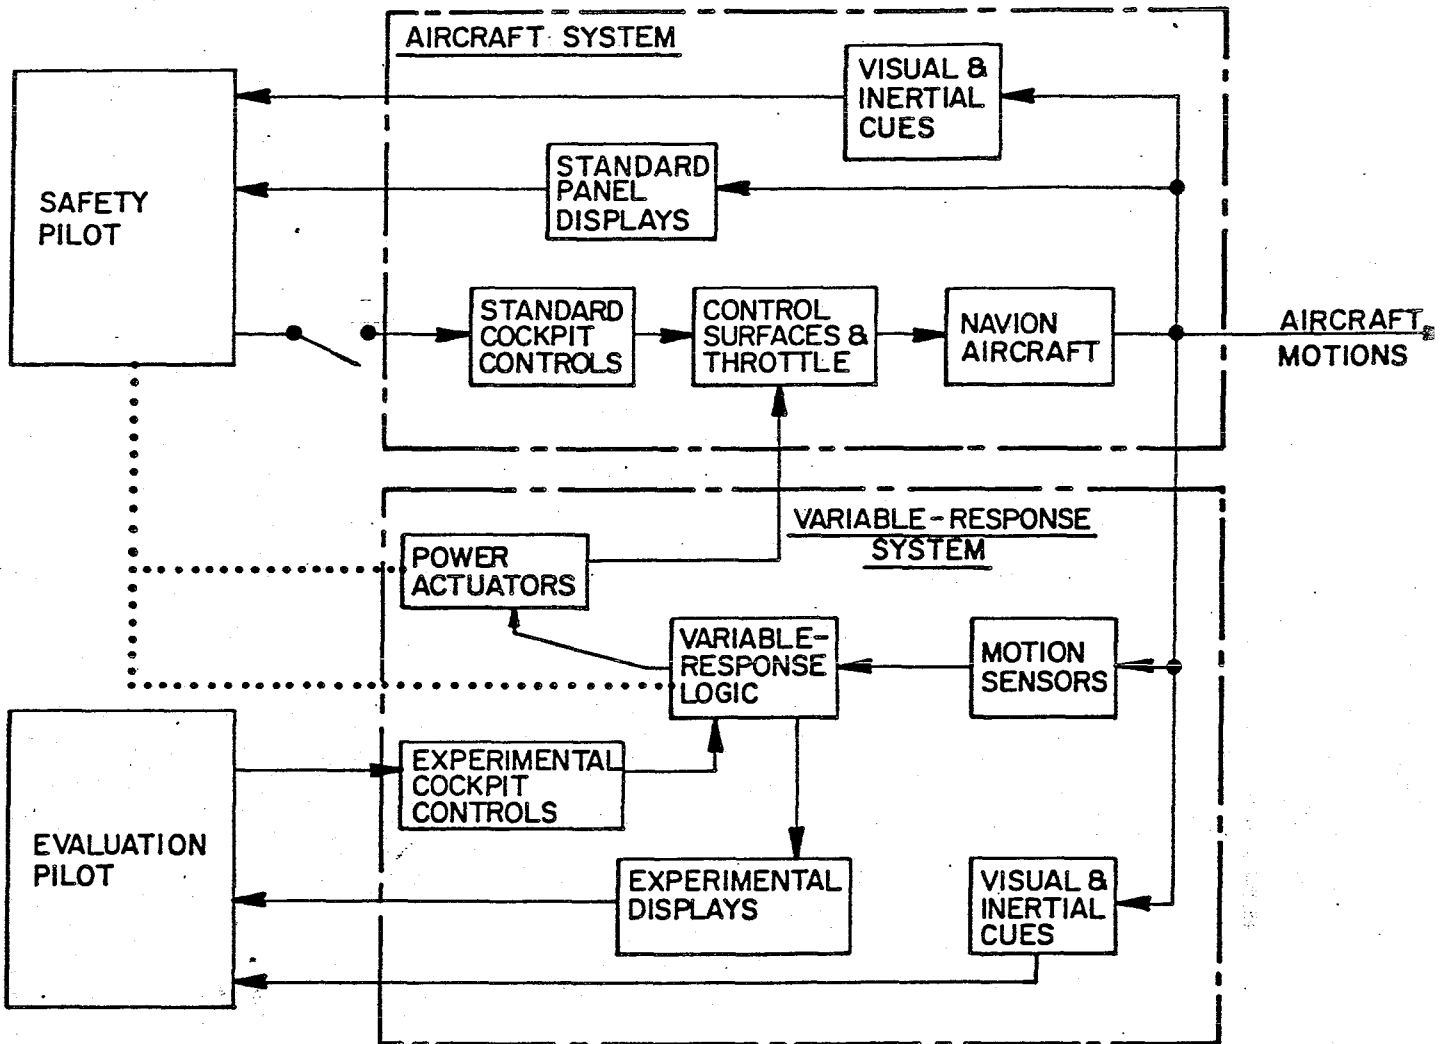 AIRCRAFT SYSTEM
VISUAL &
INERTIAL
CUES
STANDARD
PANEL
DISPLAYS
SAFETY
PILOT
STANDARD
COCKPIT
CONTROLS
CONTROL
SURFACES &
THROTTLE
NAVION
AIRCRAFT
AIRCRAFT
MOTIONS
VARIABLE-RESPONSE
SYSTEM
POWER
ACTUATORS
VARIABLE-
RESPONSE
LOGIC
MOTION
SENSORS
EXPERIMENTAL
COCKPIT
CONTROLS
EVALUATION
PILOT
EXPERIMENTAL
DISPLAYS
VISUAL &
INERTIAL
CUES